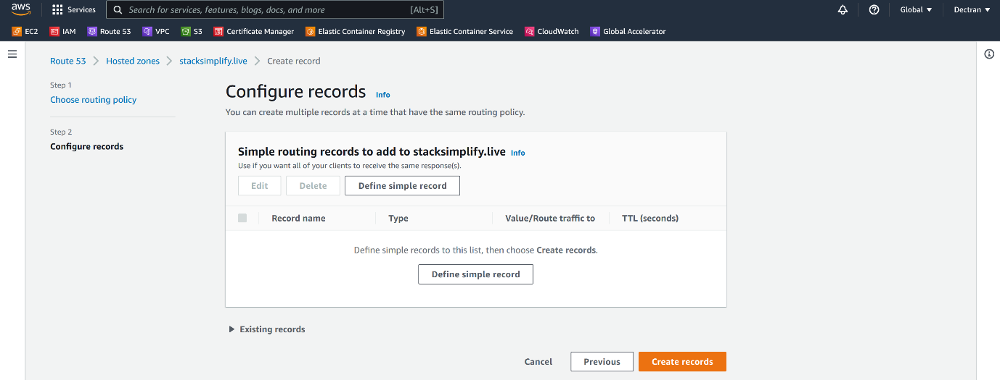 aws
Services
Search for services, features, blogs, docs, and more [Alt+S]
Global ▼
Dectran ▼
EC2 IAM Route 53 VPC S3 Certificate Manager Elastic Container Registry Elastic Container Service CloudWatch Global Accelerator
Route 53 > Hosted zones > stacksimplify.live > Create record
Step 1
Choose routing policy
Step 2
Configure records
Configure records Info
You can create multiple records at a time that have the same routing policy.
Simple routing records to add to stacksimplify.live Info
Use if you want all of your clients to receive the same response(s).
Edit Delete Define simple record
Record name Type Value/Route traffic to TTL (seconds)
Define simple records to this list, then choose Create records.
Define simple record
Existing records
Cancel Previous Create records